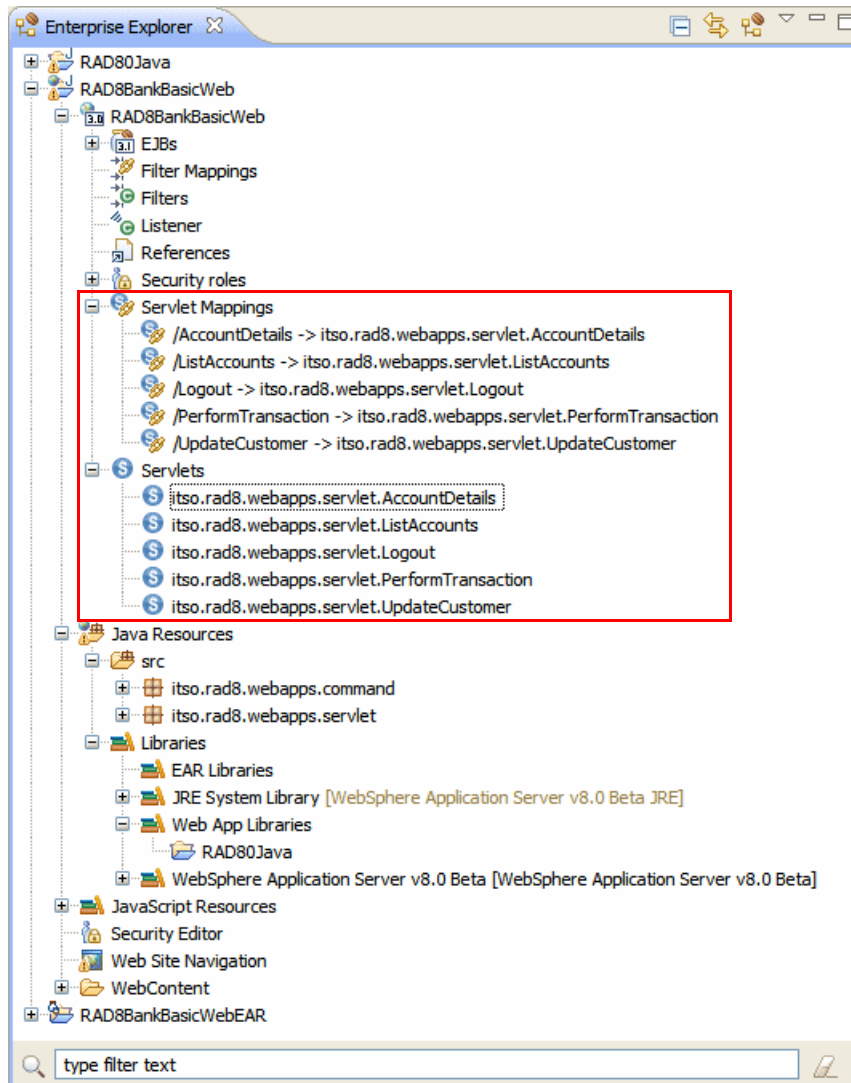 Enterprise Explorer
RAD80Java
RAD8BankBasicWeb
3.0 RAD8BankBasicWeb
3.1 EJBs
Filter Mappings
Filters
Listener
References
Security roles
Servlet Mappings
/AccountDetails -> itso.rad8.webapps.servlet.AccountDetails
/ListAccounts -> itso.rad8.webapps.servlet.ListAccounts
/Logout -> itso.rad8.webapps.servlet.Logout
/PerformTransaction -> itso.rad8.webapps.servlet.PerformTransaction
/UpdateCustomer -> itso.rad8.webapps.servlet.UpdateCustomer
Servlets
itso.rad8.webapps.servlet.AccountDetails
itso.rad8.webapps.servlet.ListAccounts
itso.rad8.webapps.servlet.Logout
itso.rad8.webapps.servlet.PerformTransaction
itso.rad8.webapps.servlet.UpdateCustomer
Java Resources
src
itso.rad8.webapps.command
itso.rad8.webapps.servlet
Libraries
EAR Libraries
JRE System Library [WebSphere Application Server v8.0 Beta JRE]
Web App Libraries
RAD80Java
WebSphere Application Server v8.0 Beta [WebSphere Application Server v8.0 Beta]
JavaScript Resources
Security Editor
Web Site Navigation
WebContent
RAD8BankBasicWebEAR
type filter text